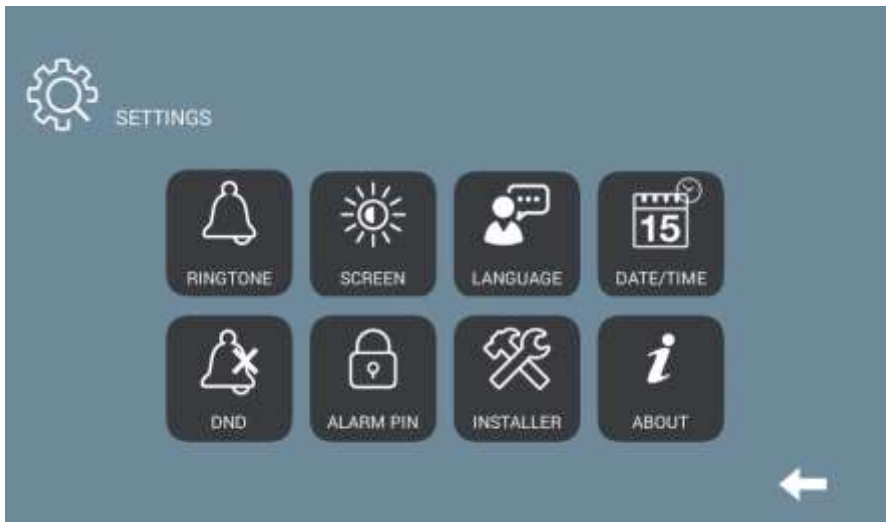 SETTINGS
RINGTONE
SCREEN
LANGUAGE
15
DATE/TIME
DND
ALARM PIN
INSTALLER
i
ABOUT